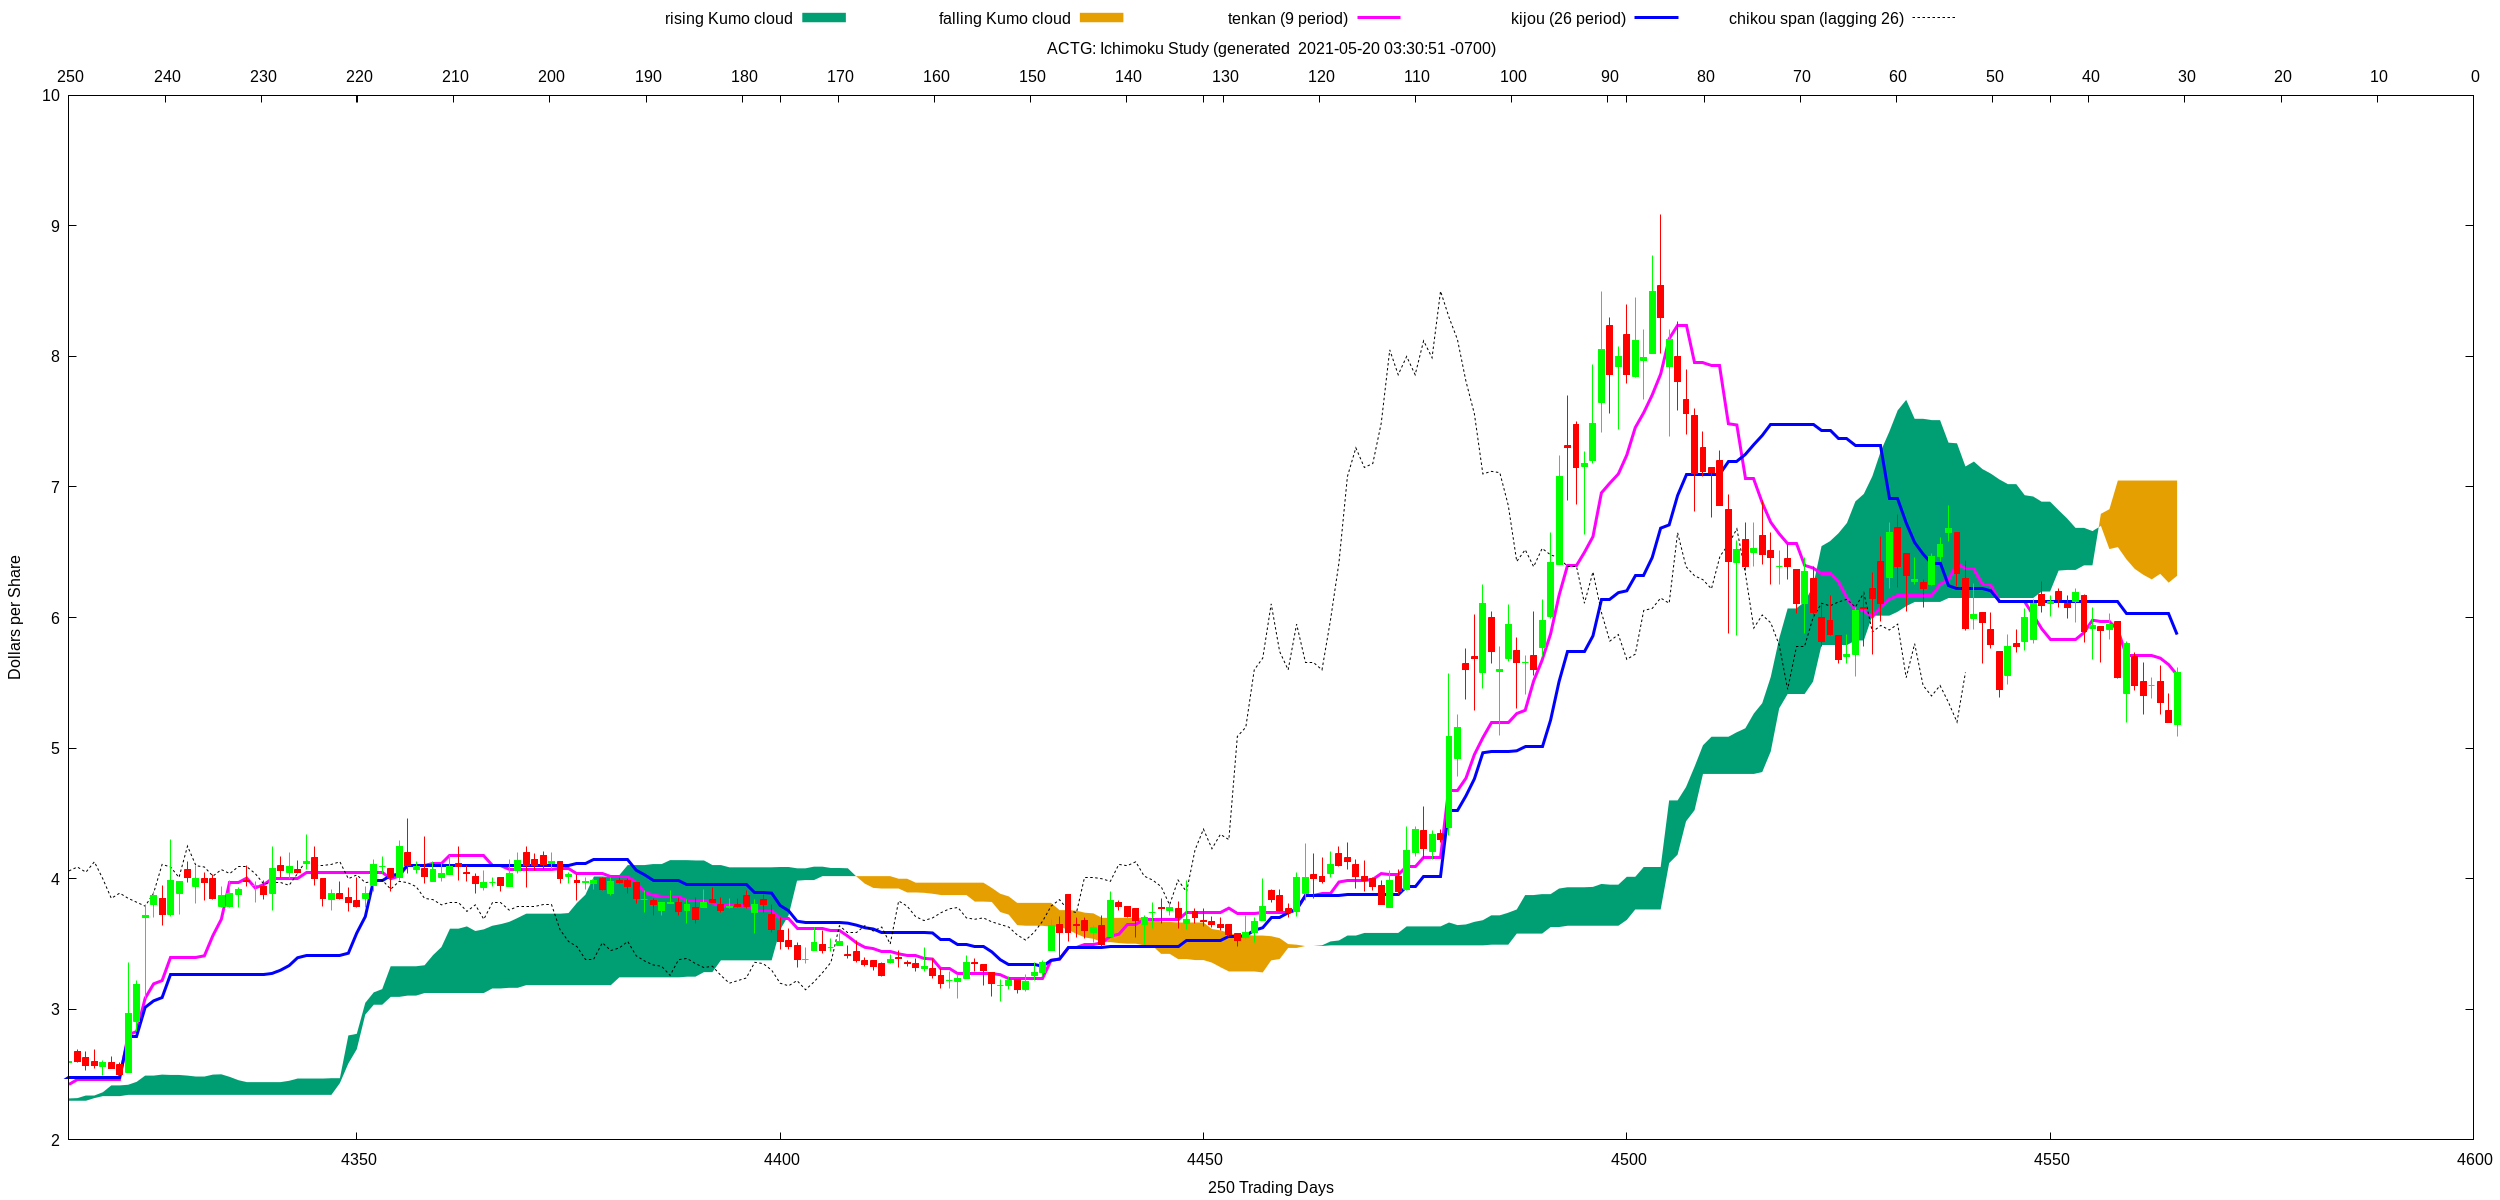 rising Kumo cloud falling Kumo cloud tenkan (9 period) kijou (26 period) chikou span (lagging 26)
ACTG: Ichimoku Study (generated  2021-05-20 03:30:51 -0700)
250 240 230 220 210 200 190 180 170 160 150 140 130 120 110 100 90 80 70 60 50 40 30 20 10 0
10
9
8
7
6
5
4
3
2
Dollars per Share
4350 4400 4450 4500 4550 4600
250 Trading Days